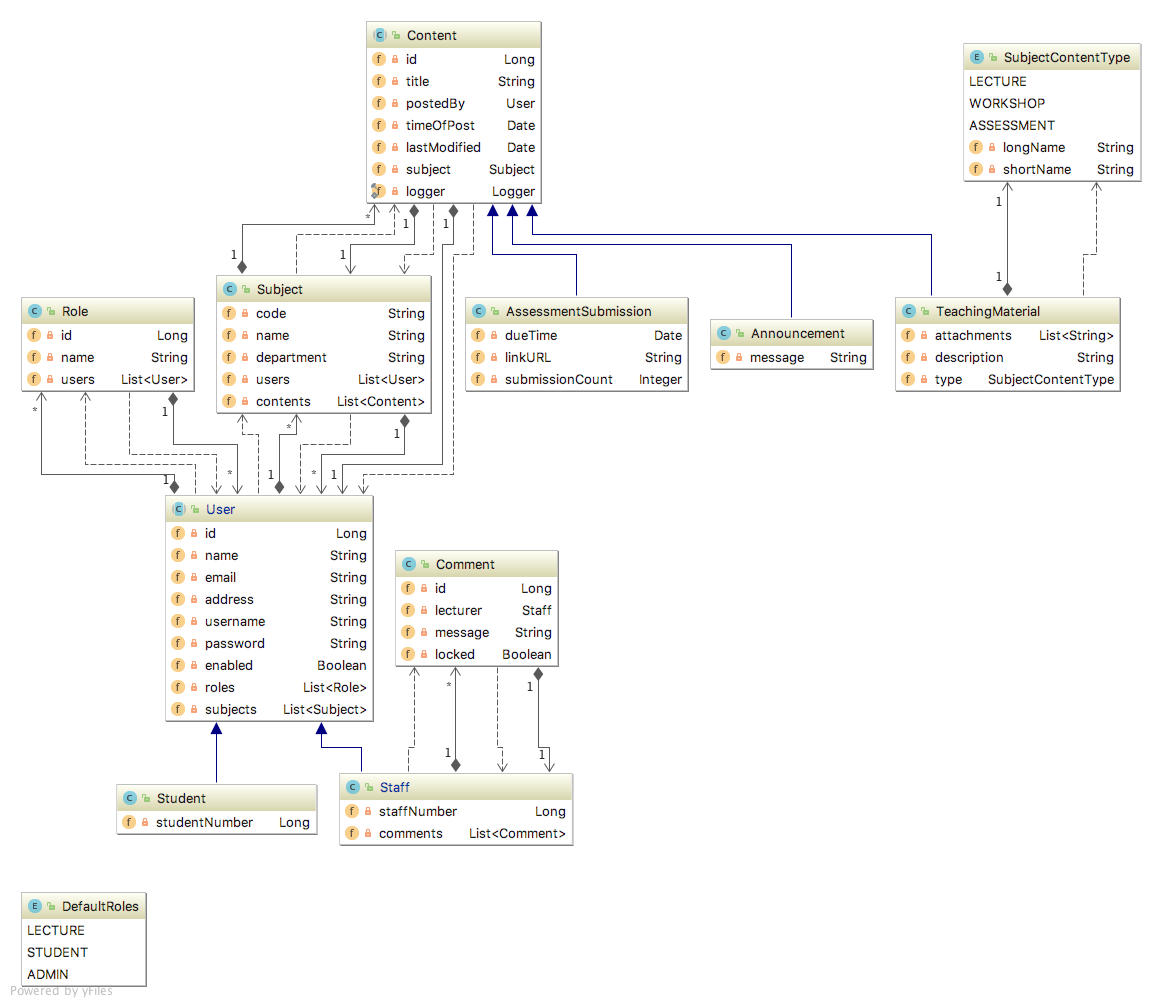 Content
id Long
title String
postedBy User
timeOfPost Date
lastModified Date
subject Subject
logger Logger
SubjectContentType
LECTURE
WORKSHOP
ASSESSMENT
longName String
shortName String
* 1 1 1
1 1 1
Subject
code String
name String
department String
users List<User>
contents List<Content>
Role
id Long
name String
users List<User>
AssessmentSubmission
dueTime Date
linkURL String
submissionCount Integer
Announcement
message String
TeachingMaterial
attachments List<String>
description String
type SubjectContentType
* 1 * 1
1 * 1 * 1
User
id Long
name String
email String
address String
username String
password String
enabled Boolean
roles List<Role>
subjects List<Subject>
Comment
id Long
lecturer Staff
message String
locked Boolean
* 1
1 1
Student
studentNumber Long
Staff
staffNumber Long
comments List<Comment>
DefaultRoles
LECTURE
STUDENT
ADMIN
Powered by yFiles